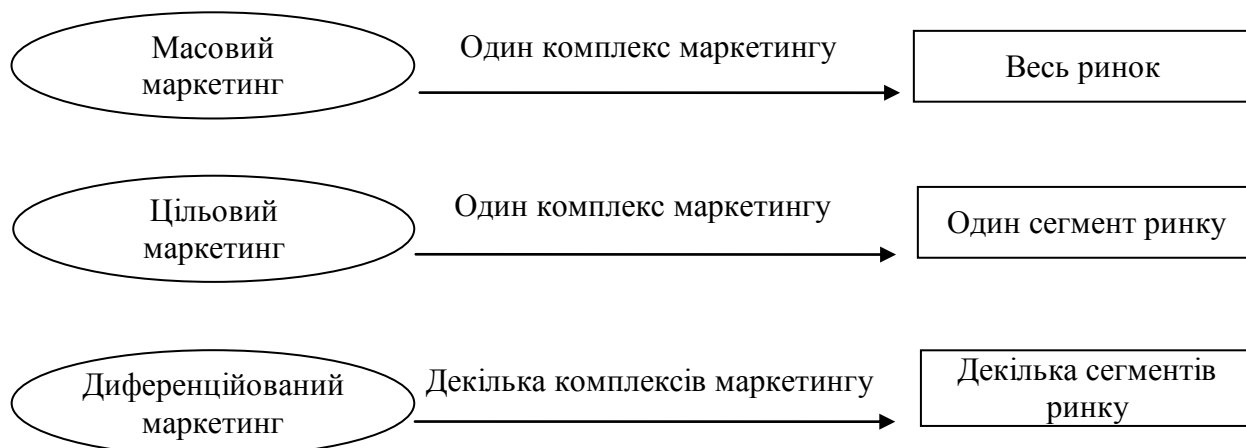 Масовий
маркетинг
Один комплекс маркетингу
Весь ринок
Цільовий
маркетинг
Один комплекс маркетингу
Один сегмент ринку
Диференційований
маркетинг
Декілька комплексів маркетингу
Декілька сегментів
ринку